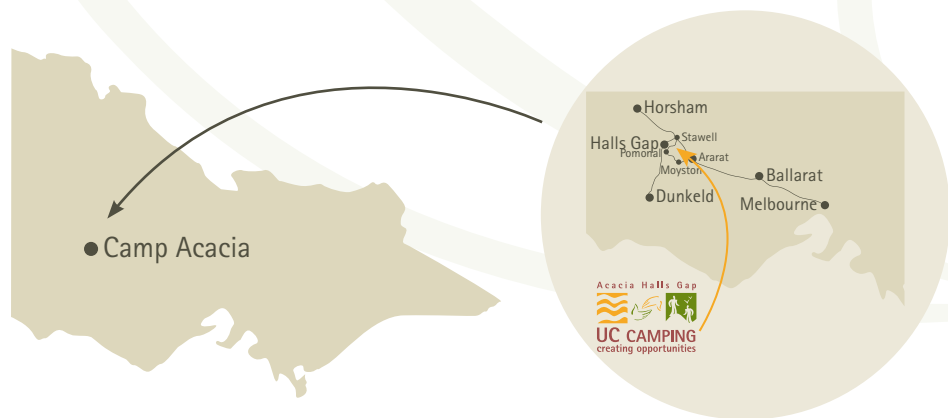 Camp Acacia
Horsham
Stawell
Halls Gap
Pomonal
Ararat
Moyston
Ballarat
Dunkeld
Melbourne
Acacia Halls Gap
UC CAMPING
creating opportunities